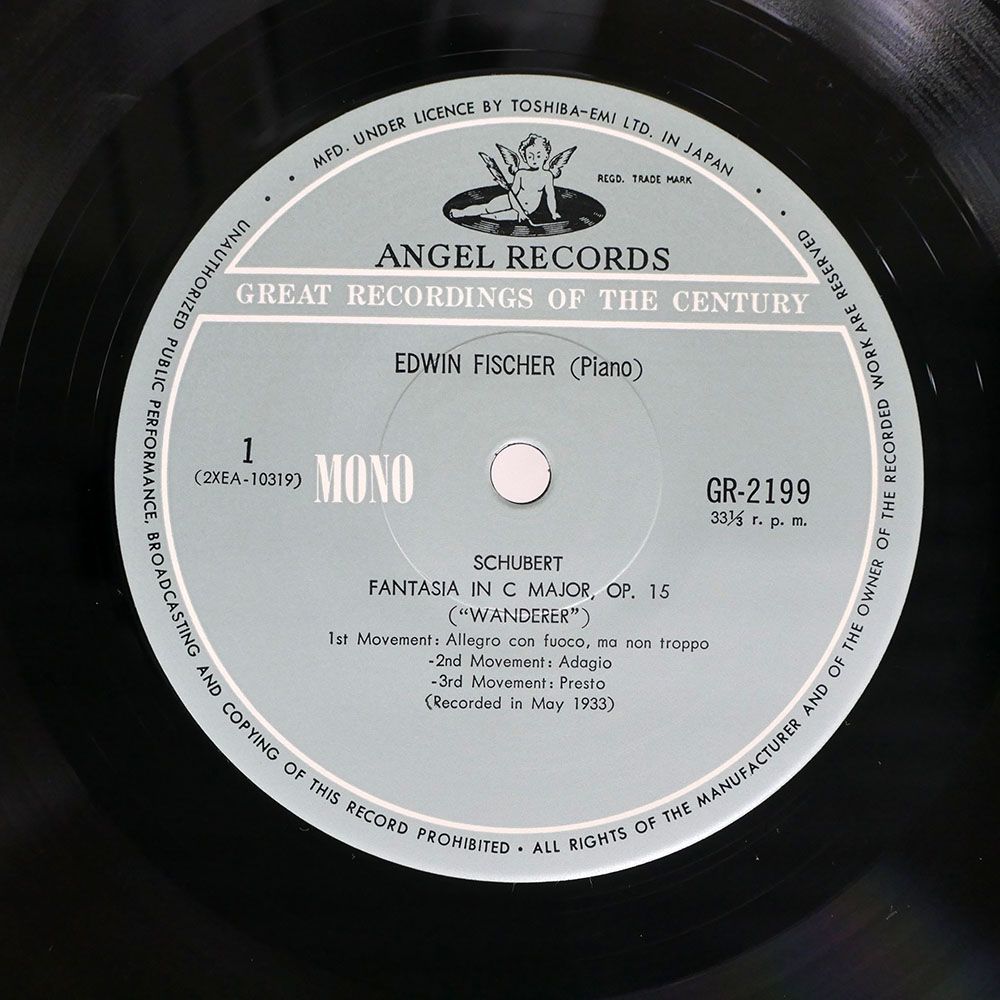 MFD. UNDER LICENCE BY TOSHIBA-EMI LTD. IN JAPAN
REGD. TRADE MARK
ANGEL RECORDS
GREAT RECORDINGS OF THE CENTURY
EDWIN FISCHER (Piano)
1
(2XEA-10319)
MONO
GR-2199
33⅓ r. p. m.
SCHUBERT
FANTASIA IN C MAJOR, OP. 15
("WANDERER")
1st Movement: Allegro con fuoco, ma non troppo
-2nd Movement: Adagio
-3rd Movement: Presto
(Recorded in May 1933)
UNAUTHORIZED PUBLIC PERFORMANCE, BROADCASTING AND COPYING OF THIS RECORD PROHIBITED • ALL RIGHTS OF THE MANUFACTURER AND OF THE OWNER OF THE RECORDED WORK ARE RESERVED